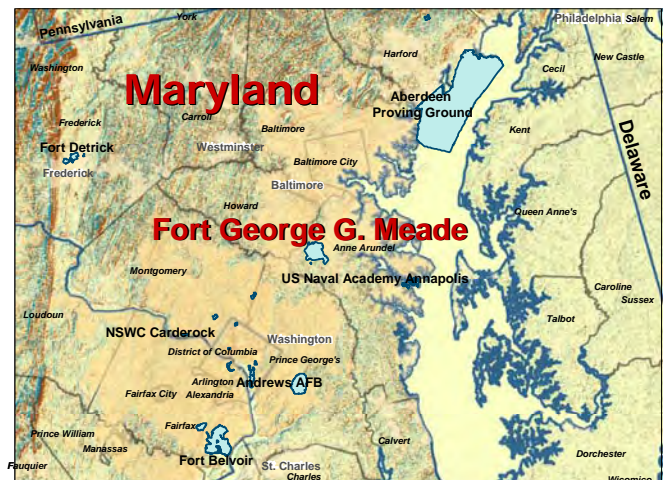 Pennsylvania
York
Philadelphia
Salem
Harford
Washington
Cecil
New Castle
Maryland
Aberdeen
Proving Ground
Frederick
Carroll
Baltimore
Kent
Delaware
Fort Detrick
Westminster
Baltimore City
Frederick
Baltimore
Howard
Queen Anne's
Fort George G. Meade
Anne Arundel
Montgomery
US Naval Academy Annapolis
Caroline
Sussex
Loudoun
NSWC Carderock
Talbot
Washington
District of Columbia
Prince George's
Arlington
Andrews AFB
Fairfax City
Alexandria
Fairfax
Prince William
Manassas
Calvert
Fort Belvoir
Dorchester
Fauquier
St. Charles
Charles
Wicomico